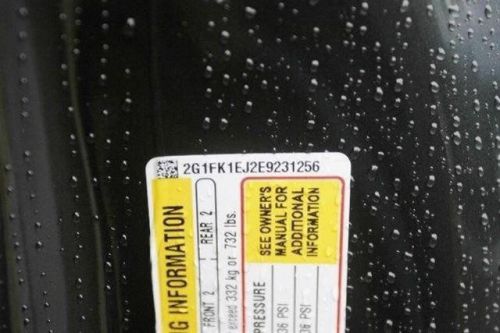 2G1FK1EJ2E9231256
SEE OWNER'S
MANUAL FOR
ADDITIONAL
INFORMATION
G INFORMATION
FRONT 2 REAR 2
exceed 332 kg or 732 lbs.
PRESSURE
36 PSI
36 PSI